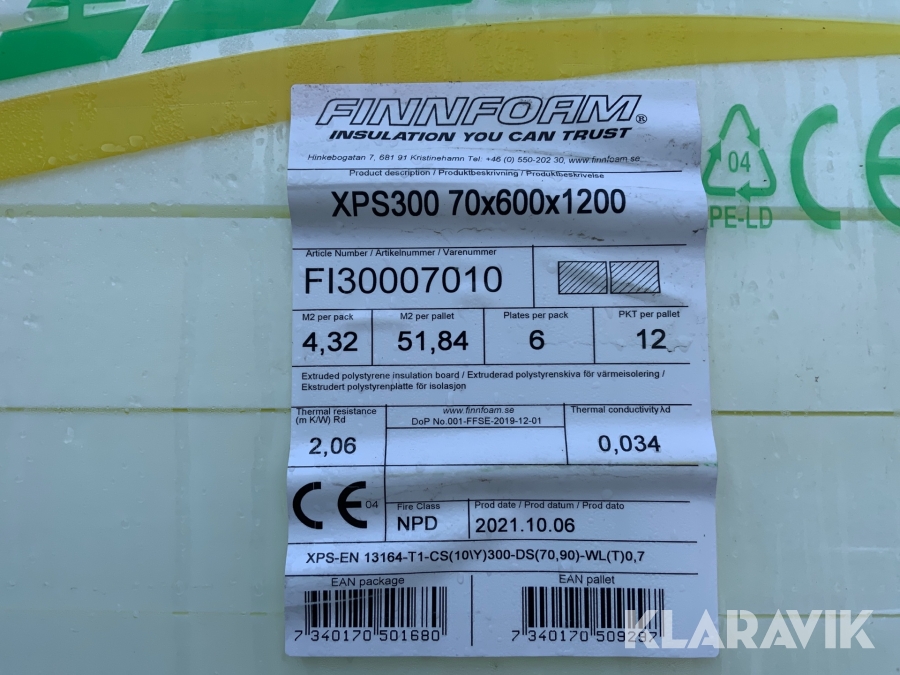 FINNFOAM®
INSULATION YOU CAN TRUST
Hinkebogatan 7, 681 91 Kristinehamn Tel: +46 (0) 550-202 30, www.finnfoam.se
Product description / Produktbeskrivning / Produktbeskrivelse
XPS300 70x600x1200
Article Number / Artikelnummer / Varenummer
FI30007010
M2 per pack
M2 per pallet
Plates per pack
PKT per pallet
4,32
51,84
6
12
Extruded polystyrene insulation board / Extruderad polystyrenskiva för värmeisolering /
Ekstrudert polystyrenplatte for isolasjon
Thermal resistance
(m K/W) Rd
2,06
www.finnfoam.se
DoP No.001-FFSE-2019-12-01
Thermal conductivity λd
0,034
CE 04
Fire Class
NPD
Prod date / Prod datum / Prod dato
2021.10.06
XPS-EN 13164-T1-CS(10\Y)300-DS(70,90)-WL(T)0,7
EAN package
EAN pallet
7 340170 501680
7 340170 509297
04
PE-LD
CE
KLARAVIK